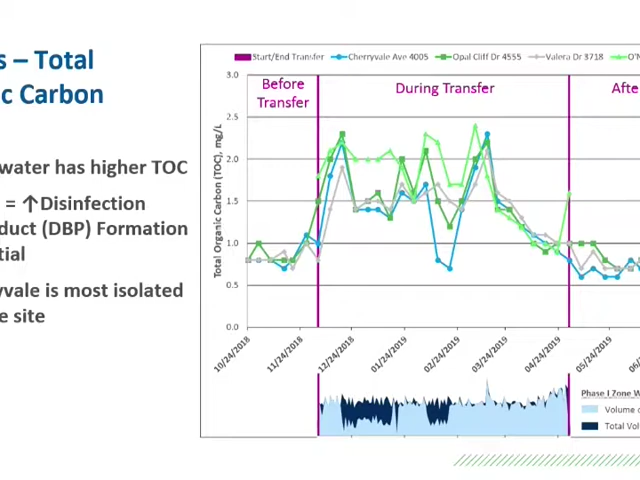 s – Total
c Carbon
water has higher TOC
= ↑Disinfection
duct (DBP) Formation
tial
yvale is most isolated
e site
Start/End Transfer
Cherryvale Ave 4005
Opal Cliff Dr 4555
Valera Dr 3718
O'N
Before
Transfer
During Transfer
Afte
Total Organic Carbon (TOC), mg/L
3.0
2.5
2.0
1.5
1.0
0.5
0.0
10/24/2018
11/24/2018
12/24/2018
01/24/2019
02/24/2019
03/24/2019
04/24/2019
05/24/2019
06/
Phase I Zone W
Volume o
Total Volu